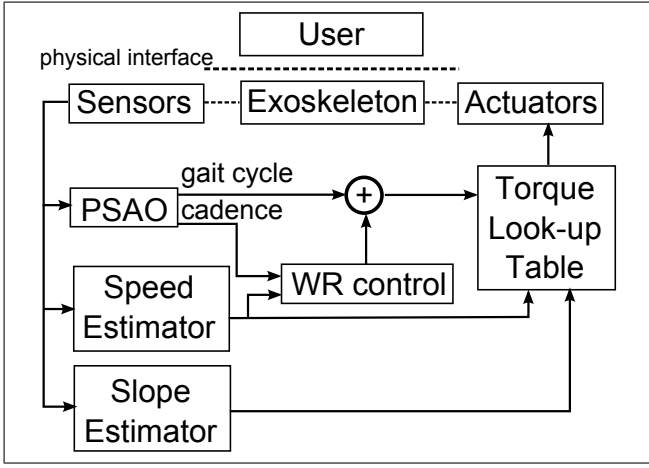 User
physical interface
Sensors
Exoskeleton
Actuators
gait cycle
PSAO
cadence
+
Torque
Look-up
Table
WR control
Speed
Estimator
Slope
Estimator